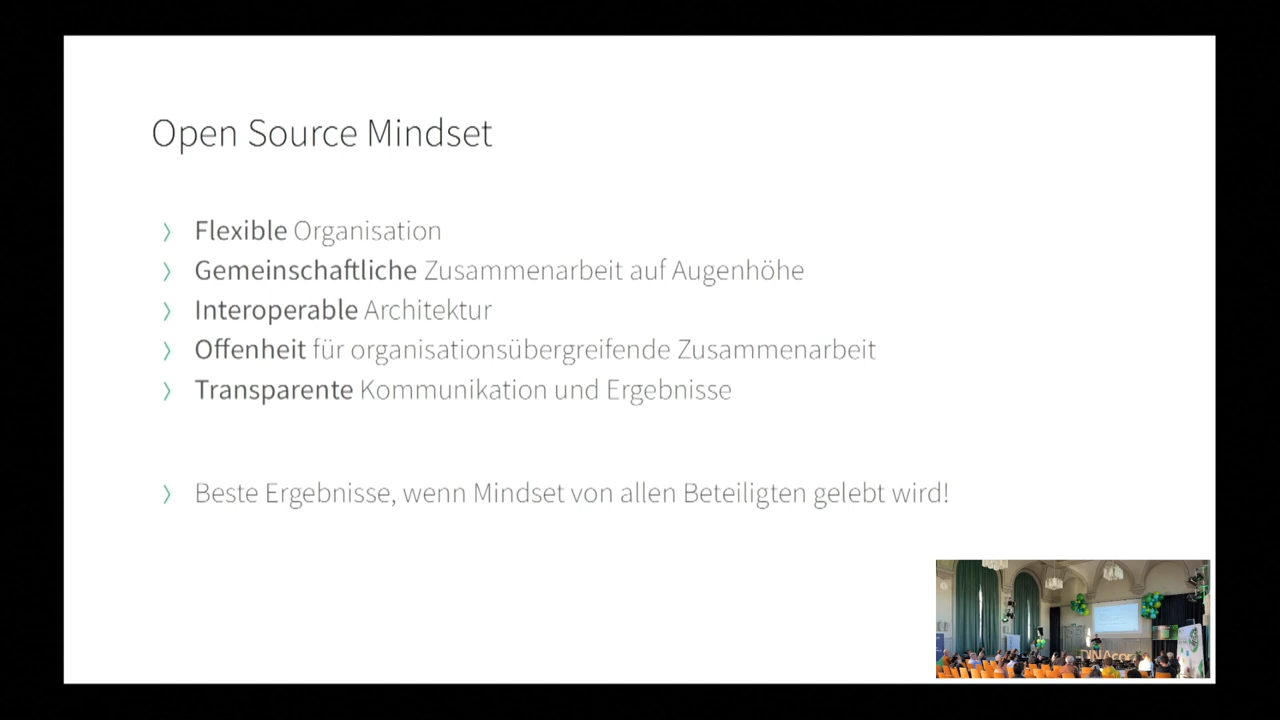 Open Source Mindset
Flexible Organisation
Gemeinschaftliche Zusammenarbeit auf Augenhöhe
Interoperable Architektur
Offenheit für organisationsübergreifende Zusammenarbeit
Transparente Kommunikation und Ergebnisse
Beste Ergebnisse, wenn Mindset von allen Beteiligten gelebt wird!